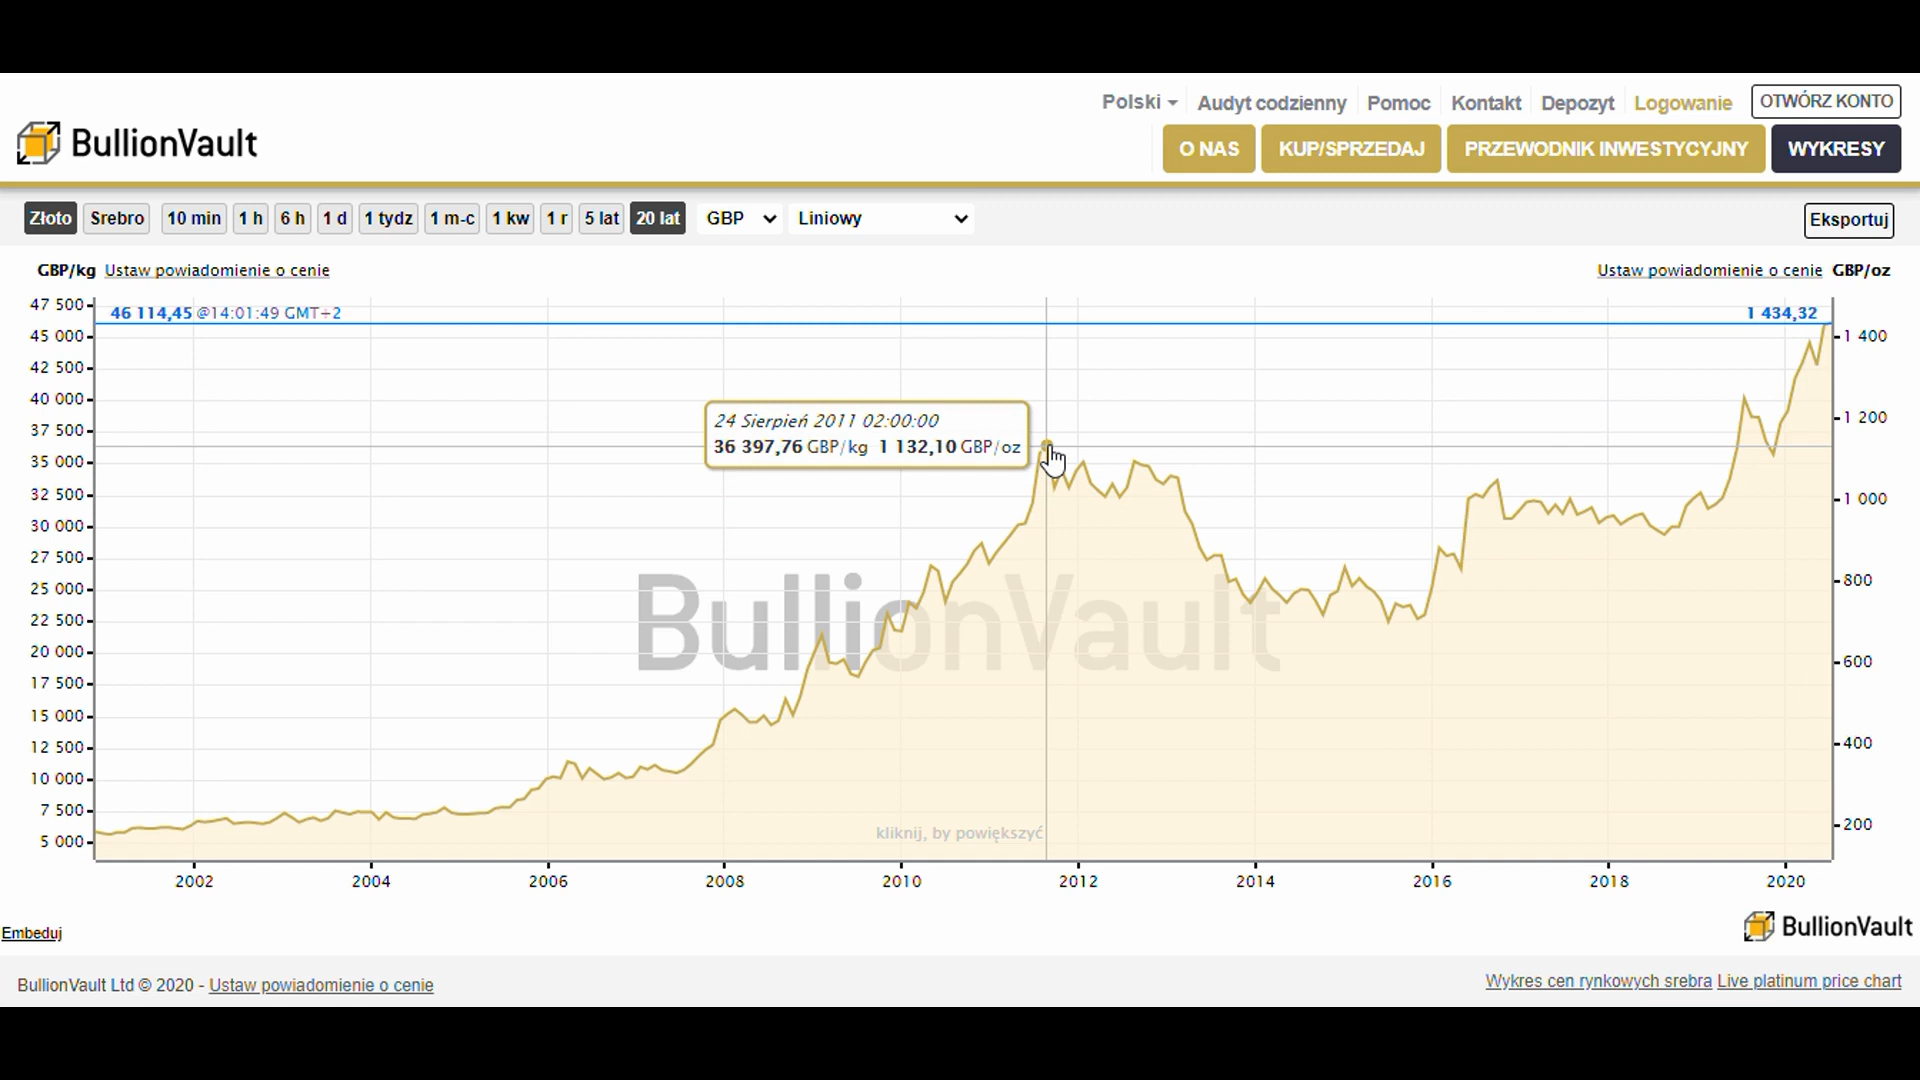 Polski Audyt codzienny Pomoc Kontakt Depozyt Logowanie OTWÓRZ KONTO
BullionVault
O NAS KUP/SPRZEDAJ PRZEWODNIK INWESTYCYJNY WYKRESY
Złoto Srebro 10 min 1 h 6 h 1 d 1 tydz 1 m-c 1 kw 1 r 5 lat 20 lat GBP Liniowy Eksportuj
GBP/kg Ustaw powiadomienie o cenie Ustaw powiadomienie o cenie GBP/oz
47 500
46 114,45 @14:01:49 GMT+2 1 434,32
45 000 1 400
42 500
40 000
24 Sierpień 2011 02:00:00
1 200
37 500
36 397,76 GBP/kg 1 132,10 GBP/oz
35 000
32 500 1 000
30 000
27 500
25 000 800
22 500
BullionVault
20 000 600
17 500
15 000
12 500 400
10 000
7 500
200
kliknij, by powiększyć
5 000
2002 2004 2006 2008 2010 2012 2014 2016 2018 2020
BullionVault
Embeduj
BullionVault Ltd © 2020 - Ustaw powiadomienie o cenie Wykres cen rynkowych srebra Live platinum price chart